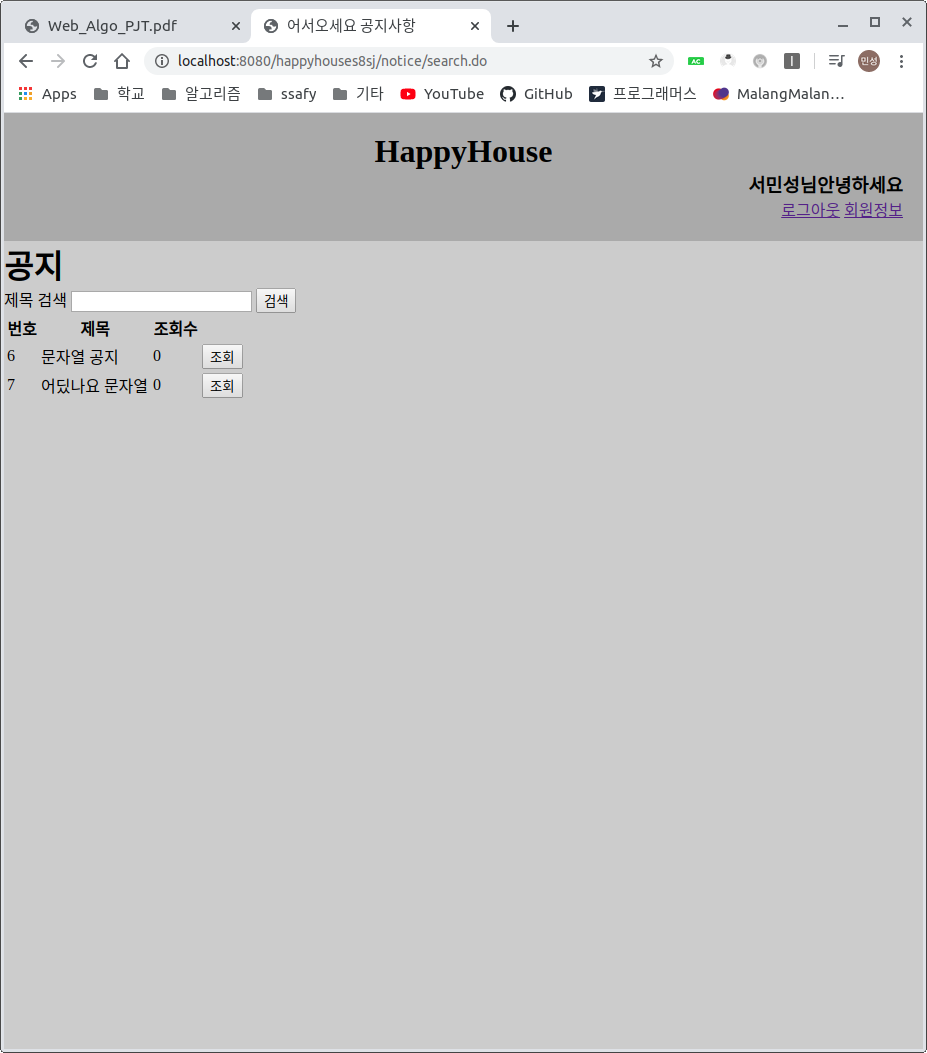 Web_Algo_PJT.pdf
어서오세요 공지사항
localhost:8080/happyhouses8sj/notice/search.do
AC
민성
Apps 학교 알고리즘 ssafy 기타 YouTube GitHub 프로그래머스 MalangMalan…
HappyHouse
서민성님안녕하세요
로그아웃 회원정보
공지
제목 검색 검색
번호 제목 조회수
6 문자열 공지 0 조회
7 어딨나요 문자열 0 조회